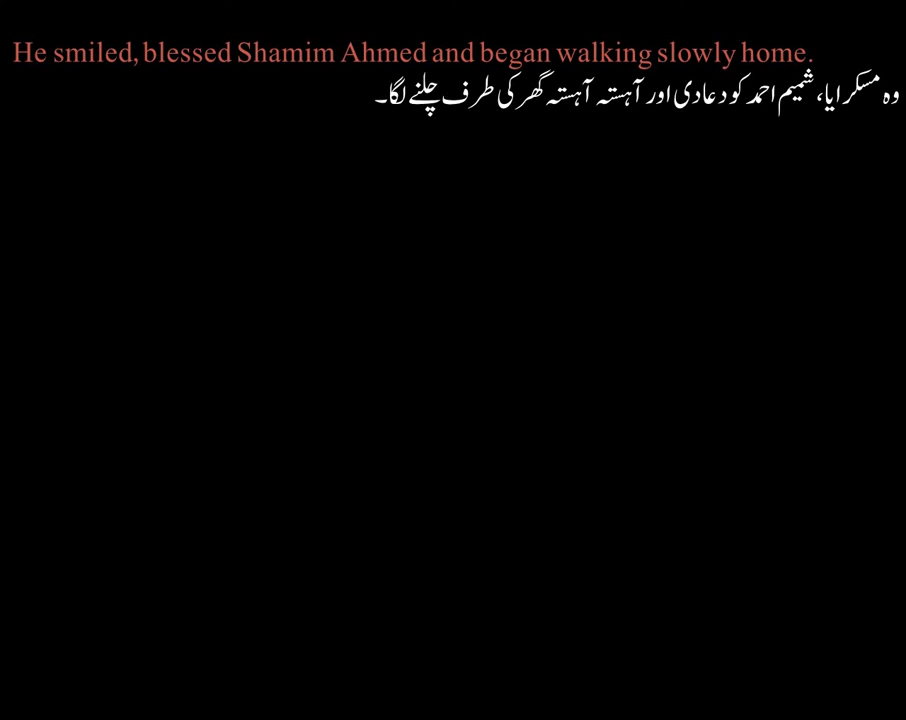 He smiled, blessed Shamim Ahmed and began walking slowly home.
وہ مسکرایا، شمیم احمد کو دعا دی اور آہستہ آہستہ گھر کی طرف چلنے لگا۔